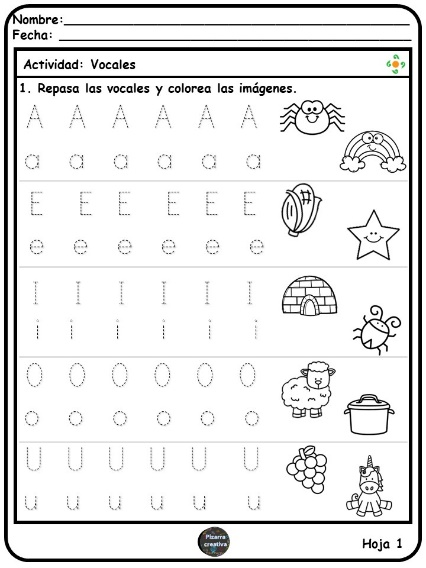 Nombre:
Fecha:
Actividad: Vocales
1. Repasa las vocales y colorea las imágenes.
A A A A A A
a a a a a a
E E E E E E
e e e e e e
I I I I I I
i i i i i i
O O O O O O
o o o o o o
U U U U U U
u u u u u u
Pizarra
creativa
Hoja 1